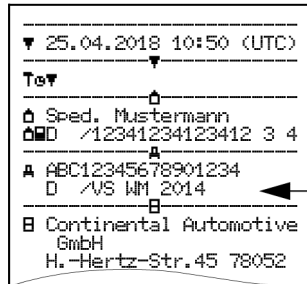 ▼ 25.04.2018 10:50 (UTC)
T⊙▼
Sped. Mustermann
D /12341234123412 3 4
ABC12345678901234
D /VS WM 2014
Continental Automotive
GmbH
H.-Hertz-Str.45 78052